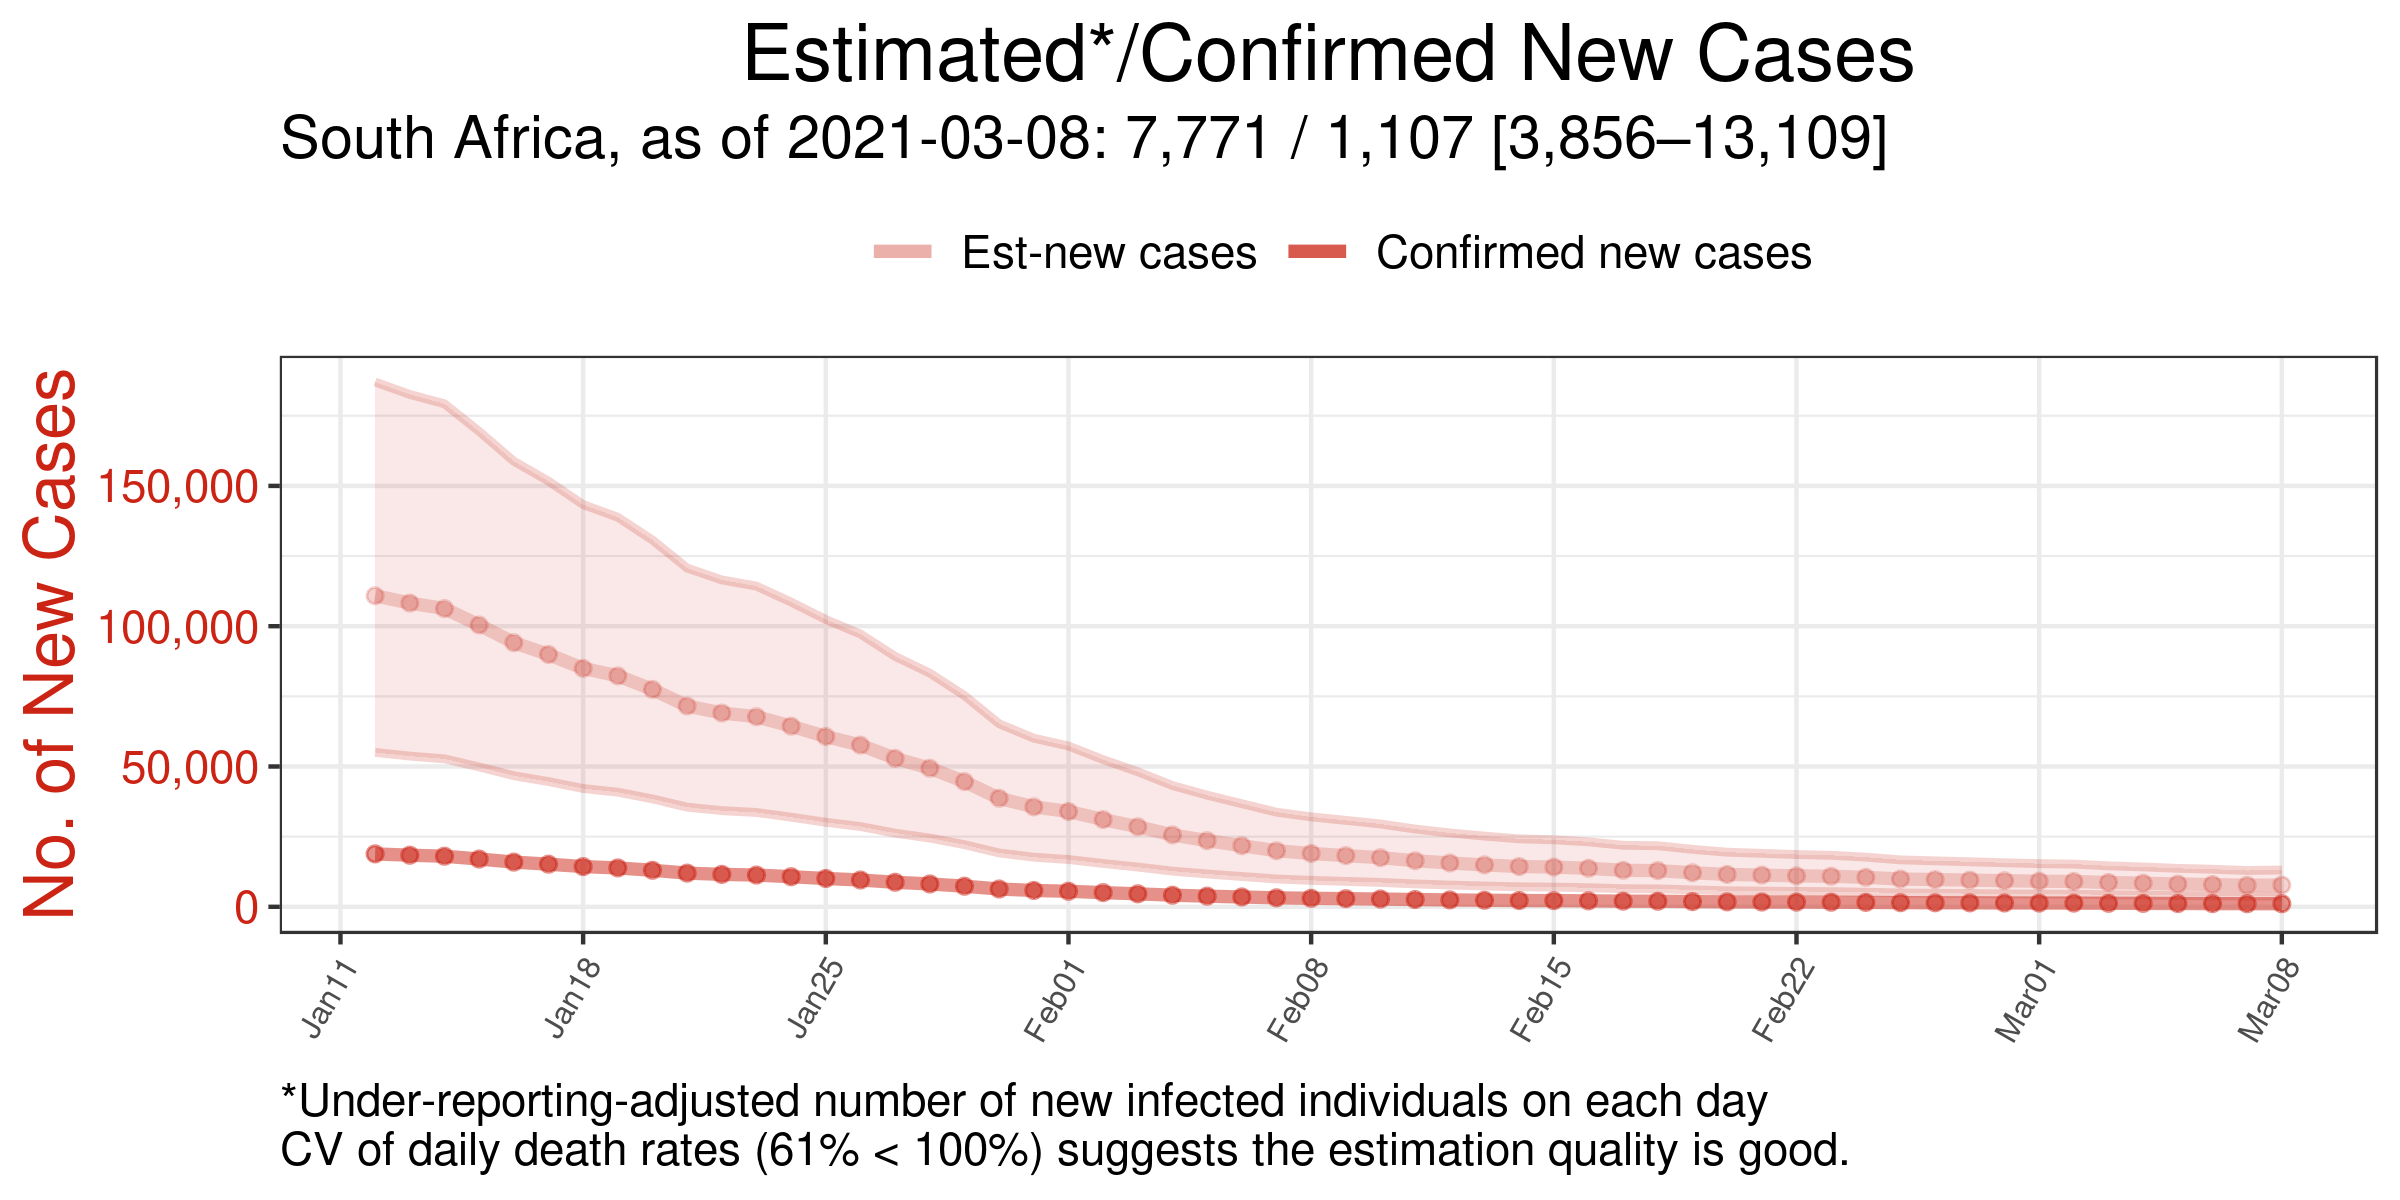 Estimated*/Confirmed New Cases
South Africa, as of 2021-03-08: 7,771 / 1,107 [3,856–13,109]
Est-new cases
Confirmed new cases
No. of New Cases
150,000
100,000
50,000
0
Jan11
Jan18
Jan25
Feb01
Feb08
Feb15
Feb22
Mar01
Mar08
*Under-reporting-adjusted number of new infected individuals on each day
CV of daily death rates (61% < 100%) suggests the estimation quality is good.